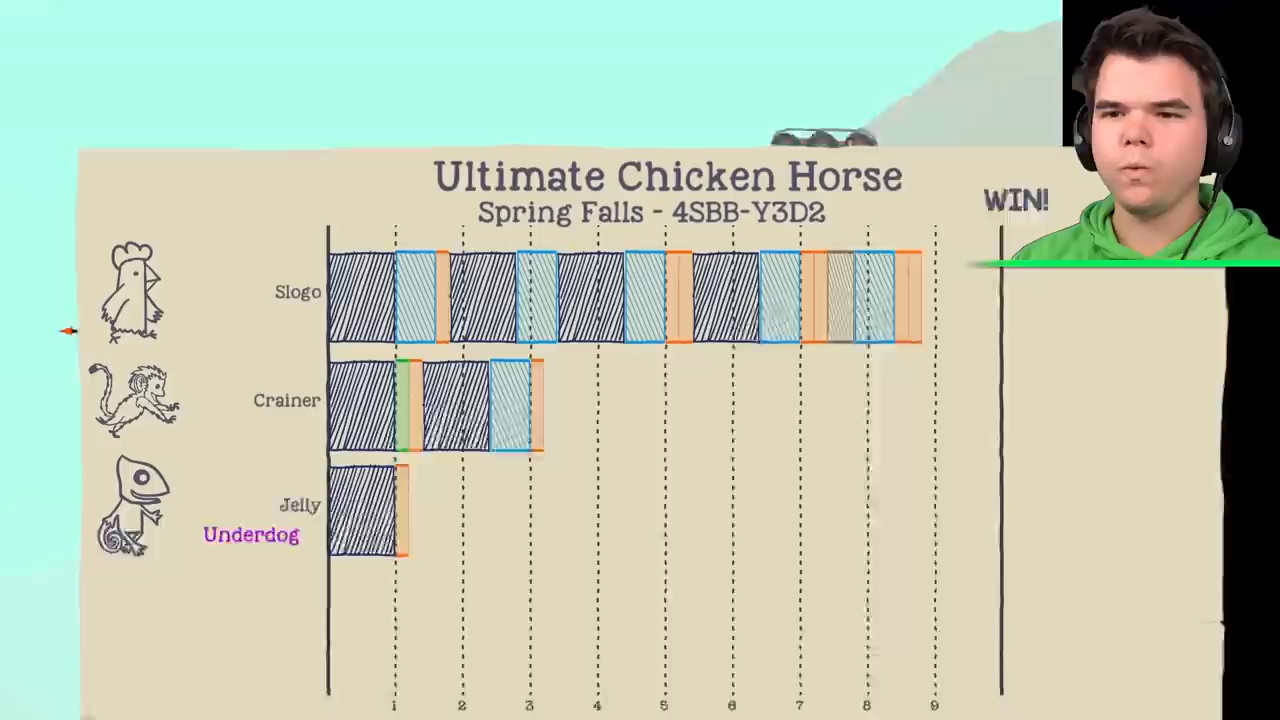 Ultimate Chicken Horse
Spring Falls - 4SBB-Y3D2
WIN!
Slogo
Crainer
Jelly
Underdog
1 2 3 4 5 6 7 8 9